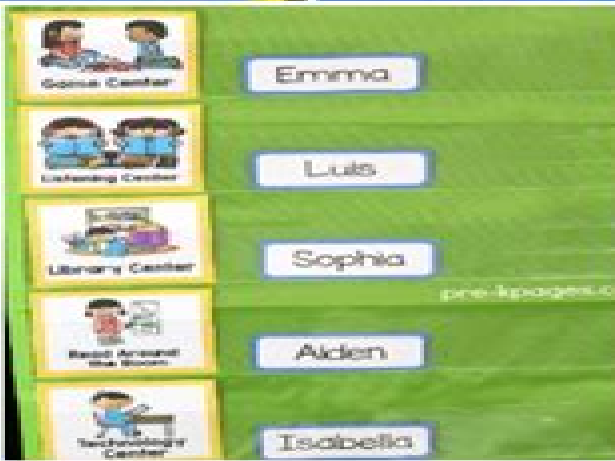 Game Center
Emma
Listening Center
Luis
Library Center
Sophia
pre-kpages.c
Read Around
the Room
Aiden
Technology
Center
Isabella